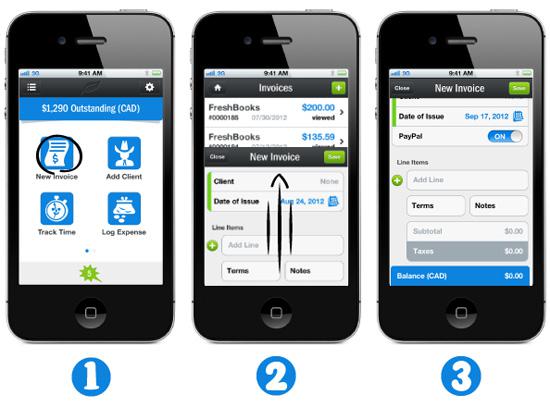 3G 9:41 AM
$1,290 Outstanding (CAD)
$
New Invoice
Add Client
Track Time
Log Expense
1
3G 9:41 AM
Invoices
FreshBooks $200.00
#0000185 07/30/2012 viewed
FreshBooks $135.59
#0000184 viewed
Close New Invoice Save
Client None
Date of Issue Aug 24, 2012
Line Items
Add Line
Terms Notes
2
3G 9:41 AM
Close New Invoice Save
Date of Issue Sep 17, 2012
PayPal ON
Line Items
Add Line
Terms Notes
Subtotal $0.00
Taxes $0.00
Balance (CAD) $0.00
3